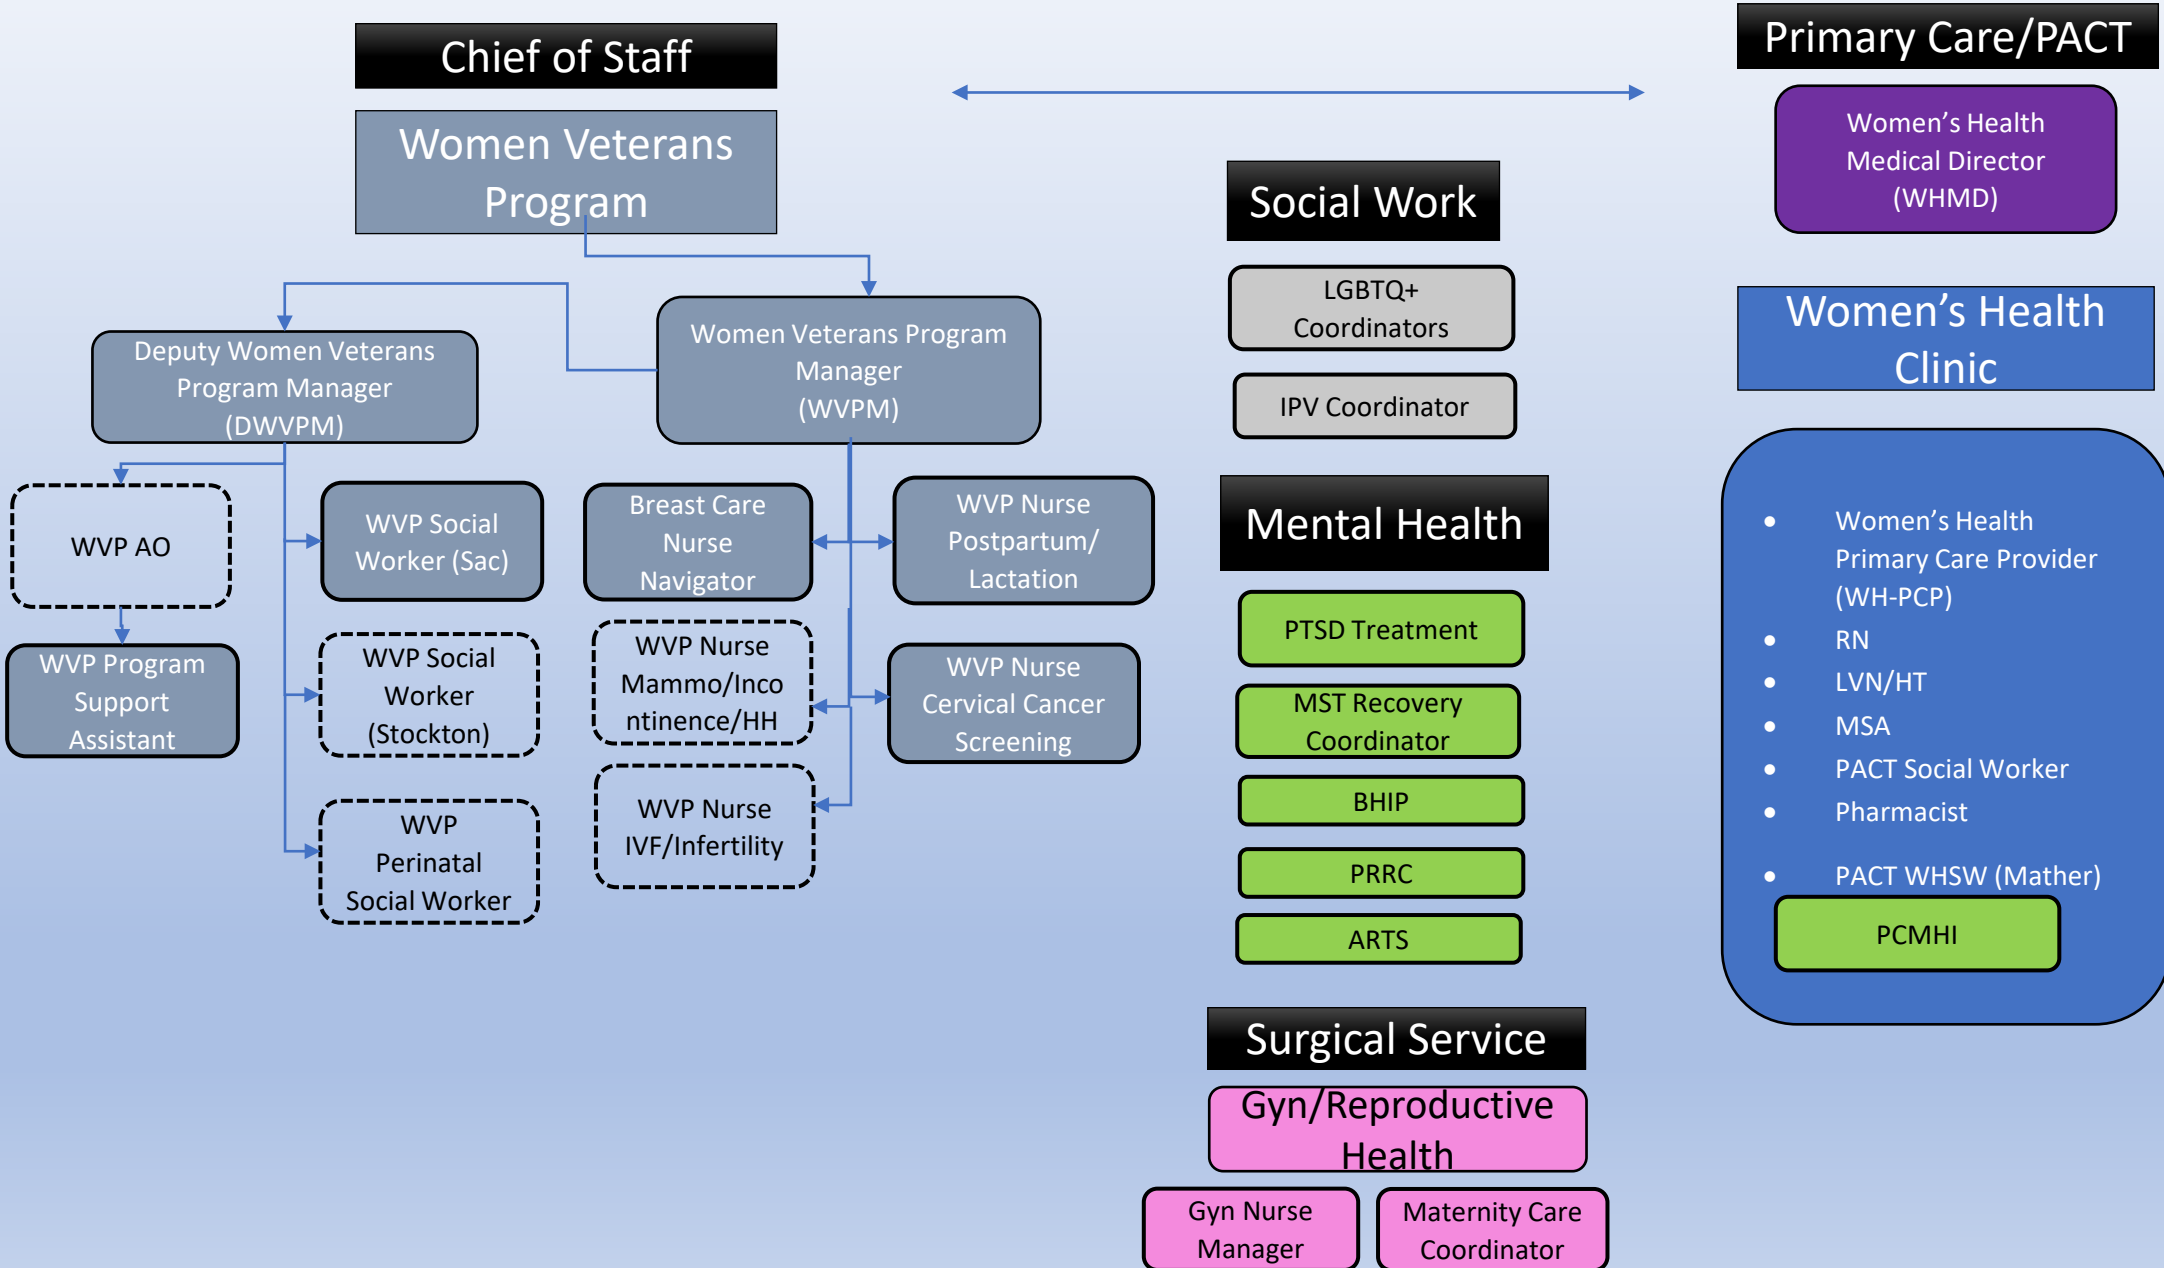 Chief of Staff
Women Veterans
Program
Deputy Women Veterans
Program Manager
(DWVPM)
Women Veterans Program
Manager
(WVPM)
WVP AO
WVP Social
Worker (Sac)
Breast Care
Nurse
Navigator
WVP Nurse
Postpartum/
Lactation
WVP Program
Support
Assistant
WVP Social
Worker
(Stockton)
WVP Nurse
Mammo/Inco
ntinence/HH
WVP Nurse
Cervical Cancer
Screening
WVP
Perinatal
Social Worker
WVP Nurse
IVF/Infertility
Social Work
LGBTQ+
Coordinators
IPV Coordinator
Mental Health
PTSD Treatment
MST Recovery
Coordinator
BHIP
PRRC
ARTS
Surgical Service
Gyn/Reproductive
Health
Gyn Nurse
Manager
Maternity Care
Coordinator
Primary Care/PACT
Women’s Health
Medical Director
(WHMD)
Women’s Health
Clinic
• Women’s Health
Primary Care Provider
(WH-PCP)
• RN
• LVN/HT
• MSA
• PACT Social Worker
• Pharmacist
• PACT WHSW (Mather)
PCMHI